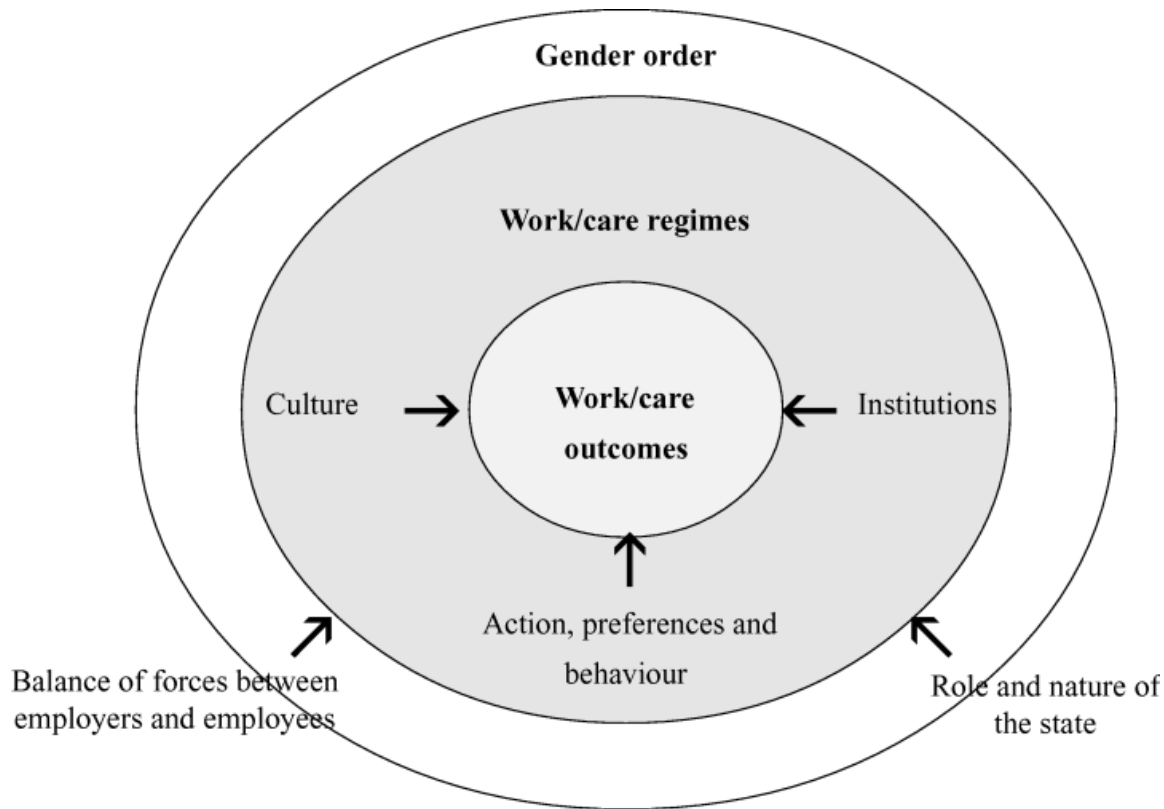 Gender order
Work/care regimes
Culture
Work/care
outcomes
Institutions
Action, preferences and
behaviour
Balance of forces between
employers and employees
Role and nature of
the state